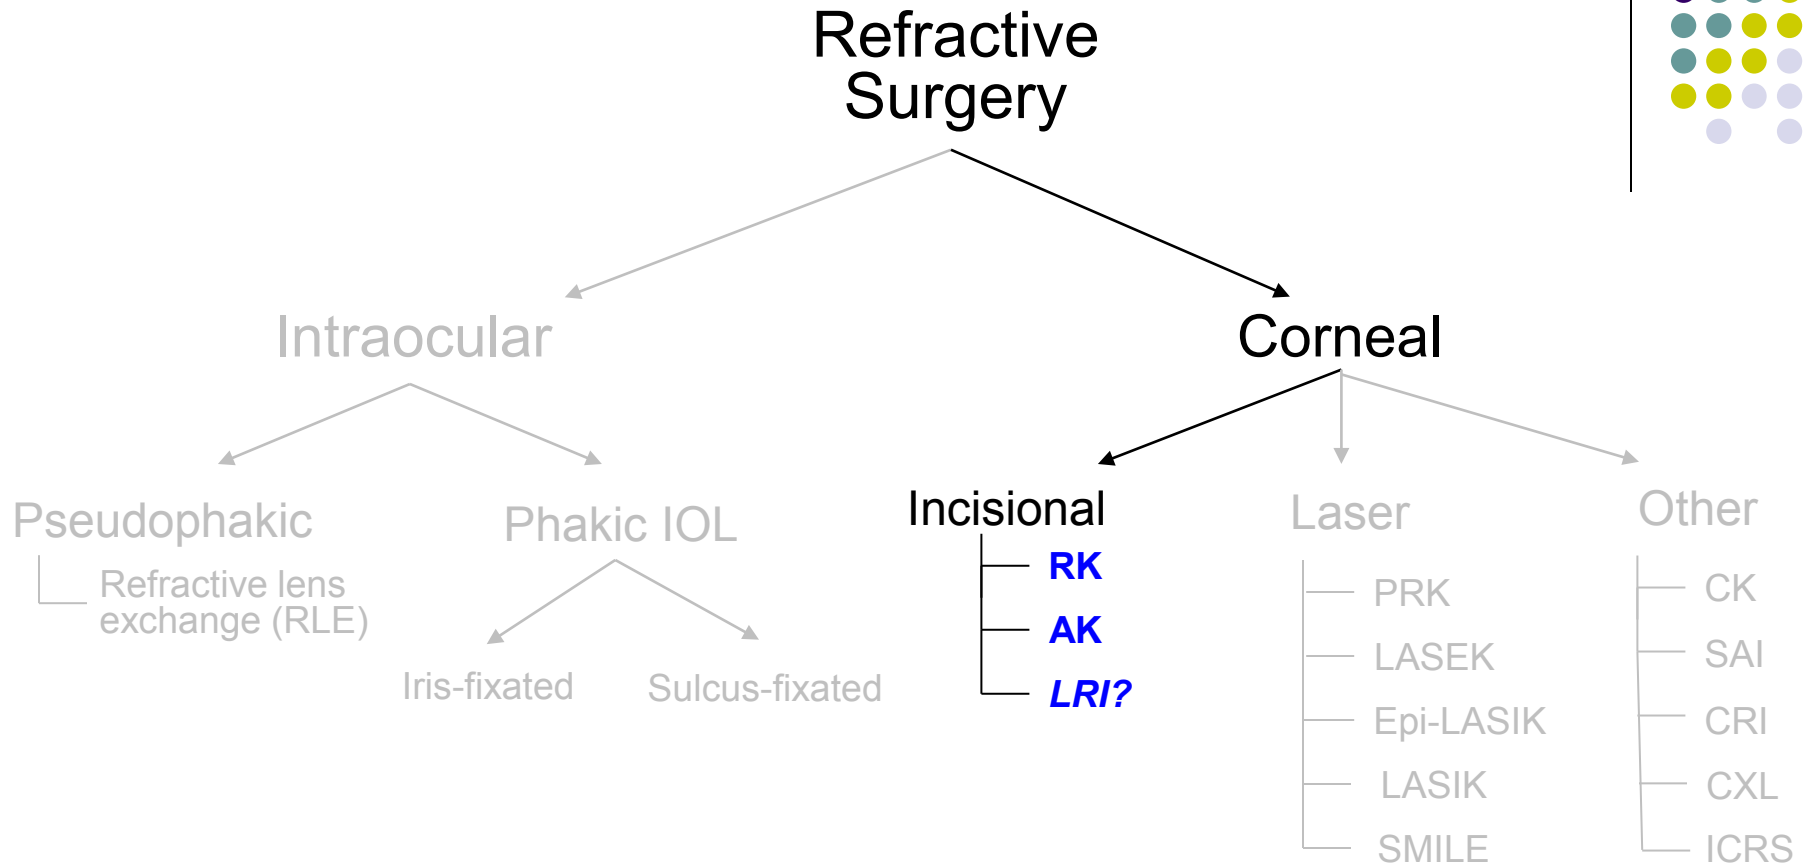 Refractive
Surgery
Intraocular
Corneal
Pseudophakic
Phakic IOL
Incisional
Laser
Other
Refractive lens
exchange (RLE)
Iris-fixated
Sulcus-fixated
RK
AK
LRI?
PRK
LASEK
Epi-LASIK
LASIK
SMILE
CK
SAI
CRI
CXL
ICRS